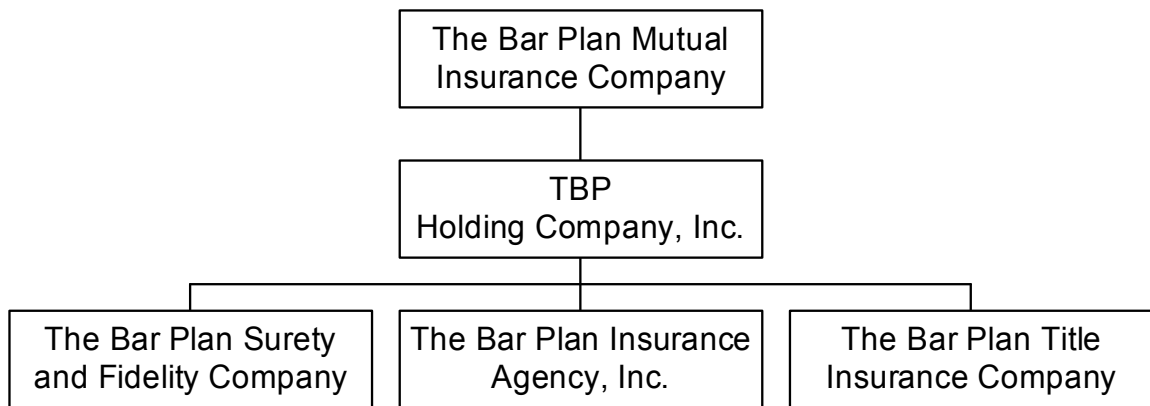 The Bar Plan Mutual
Insurance Company
TBP
Holding Company, Inc.
The Bar Plan Surety
and Fidelity Company
The Bar Plan Insurance
Agency, Inc.
The Bar Plan Title
Insurance Company